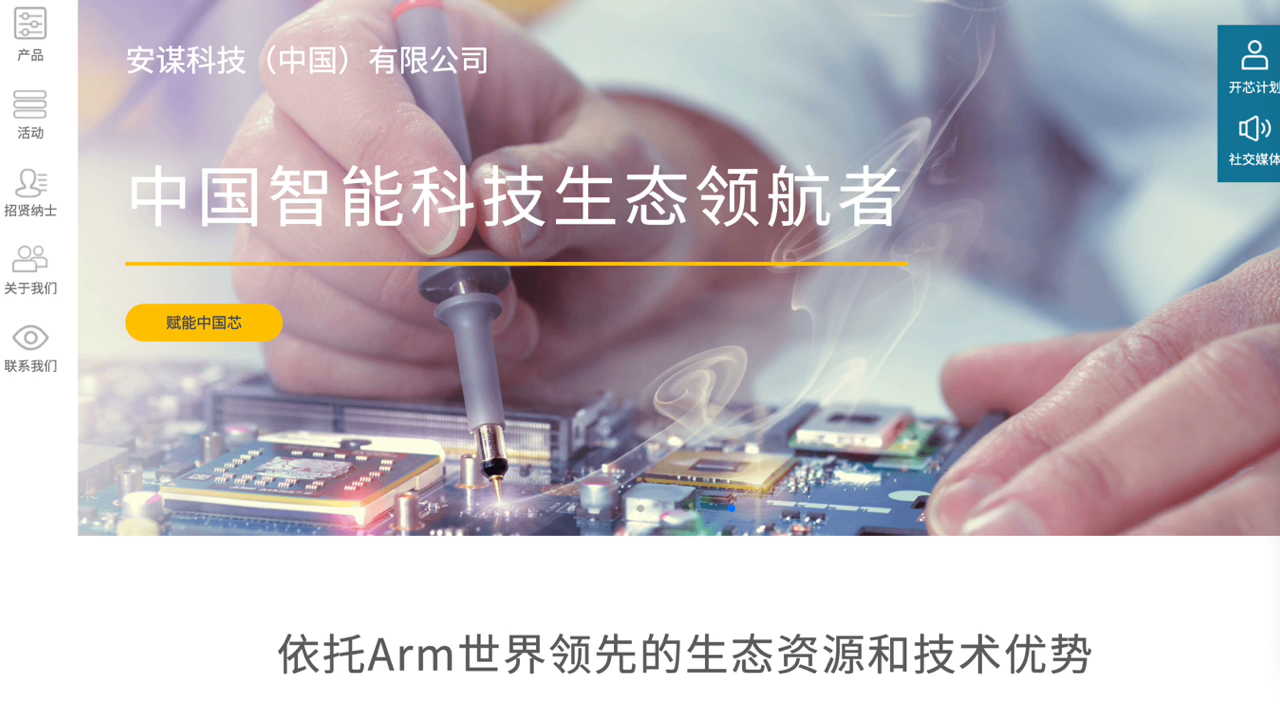 产品
活动
招贤纳士
关于我们
联系我们
安谋科技（中国）有限公司
中国智能科技生态领航者
赋能中国芯
开芯计划
社交媒体
依托Arm世界领先的生态资源和技术优势